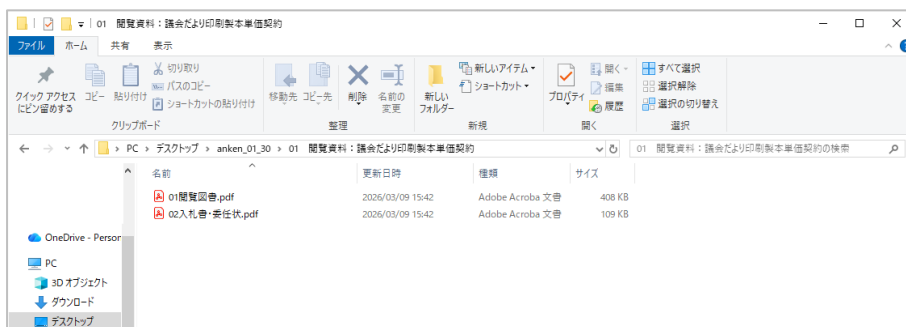 01 閲覧資料：議会だより印刷製本単価契約
ファイル ホーム 共有 表示
クイック アクセスにピン留めする
コピー
貼り付け
切り取り
パスのコピー
ショートカットの貼り付け
クリップボード
移動先 コピー先 削除 名前の変更
整理
新しいフォルダー
新しいアイテム
ショートカット
新規
プロパティ
開く
編集
履歴
開く
すべて選択
選択解除
選択の切り替え
選択
PC › デスクトップ › anken_01_30 › 01 閲覧資料：議会だより印刷製本単価契約
01 閲覧資料：議会だより印刷製本単価契約の検索
名前 更新日時 種類 サイズ
01閲覧図書.pdf 2026/03/09 15:42 Adobe Acroba 文書 408 KB
02入札書・委任状.pdf 2026/03/09 15:42 Adobe Acroba 文書 109 KB
OneDrive - Person
PC
3D オブジェクト
ダウンロード
デスクトップ